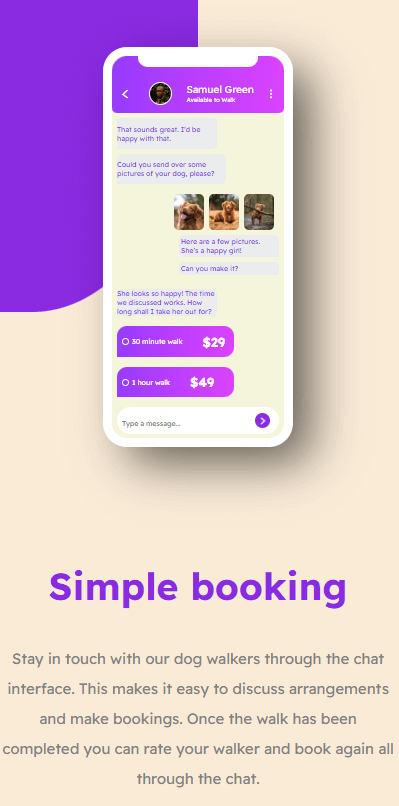 Samuel Green
Available to Walk
That sounds great. I'd be
happy with that.
Could you send over some
pictures of your dog, please?
Here are a few pictures.
She's a happy girl!
Can you make it?
She looks so happy! The time
we discussed works. How
long shall I take her out for?
30 minute walk $29
1 hour walk $49
Type a message...
Simple booking
Stay in touch with our dog walkers through the chat
interface. This makes it easy to discuss arrangements
and make bookings. Once the walk has been
completed you can rate your walker and book again all
through the chat.